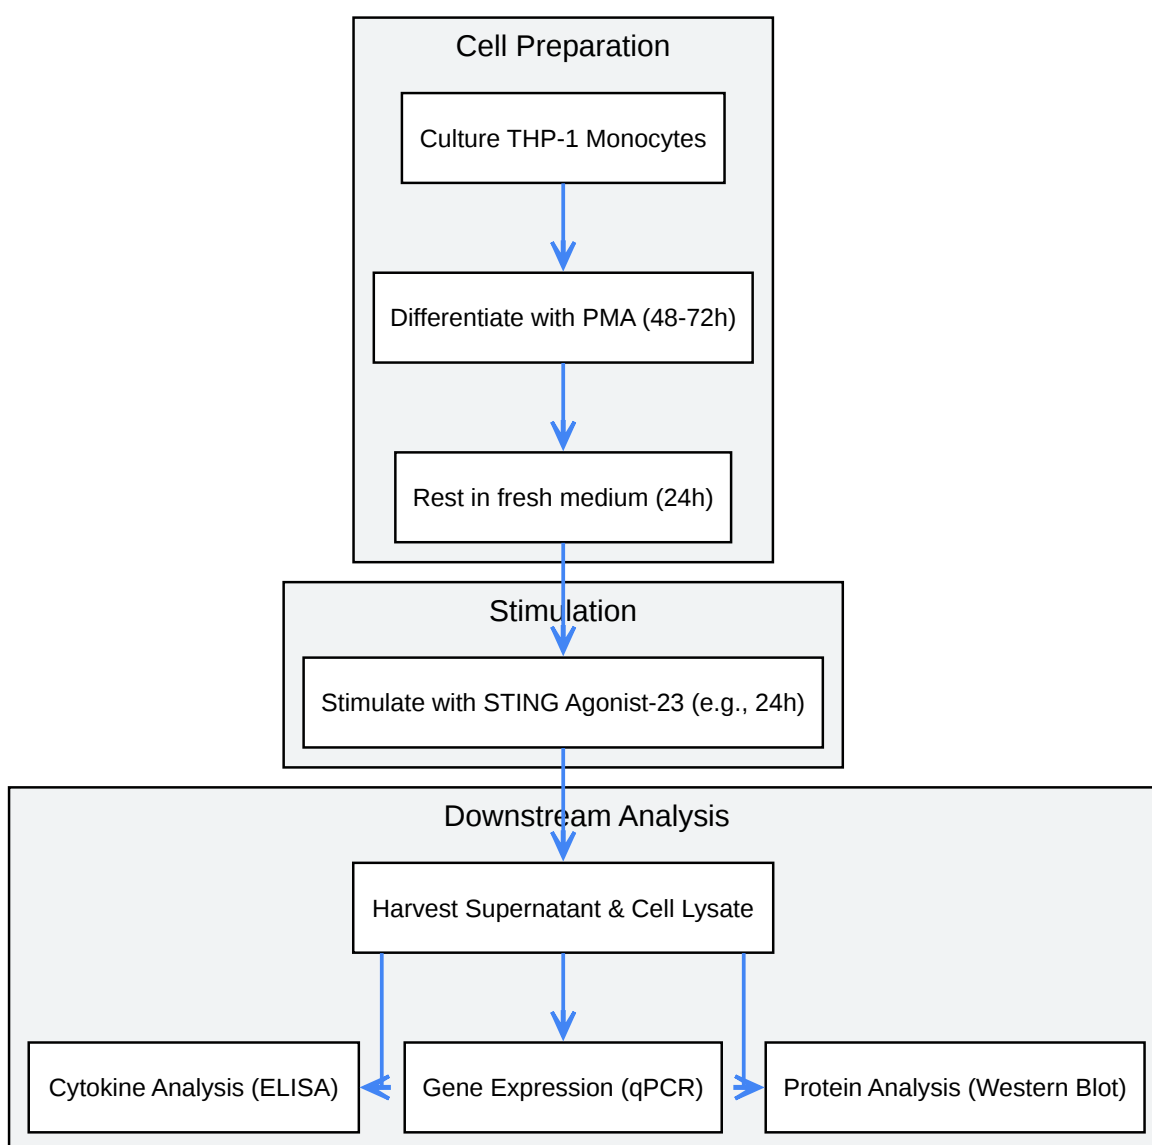 Cell Preparation
Culture THP-1 Monocytes
Differentiate with PMA (48-72h)
Rest in fresh medium (24h)
Stimulation
Stimulate with STING Agonist-23 (e.g., 24h)
Downstream Analysis
Harvest Supernatant & Cell Lysate
Cytokine Analysis (ELISA)
Gene Expression (qPCR)
Protein Analysis (Western Blot)